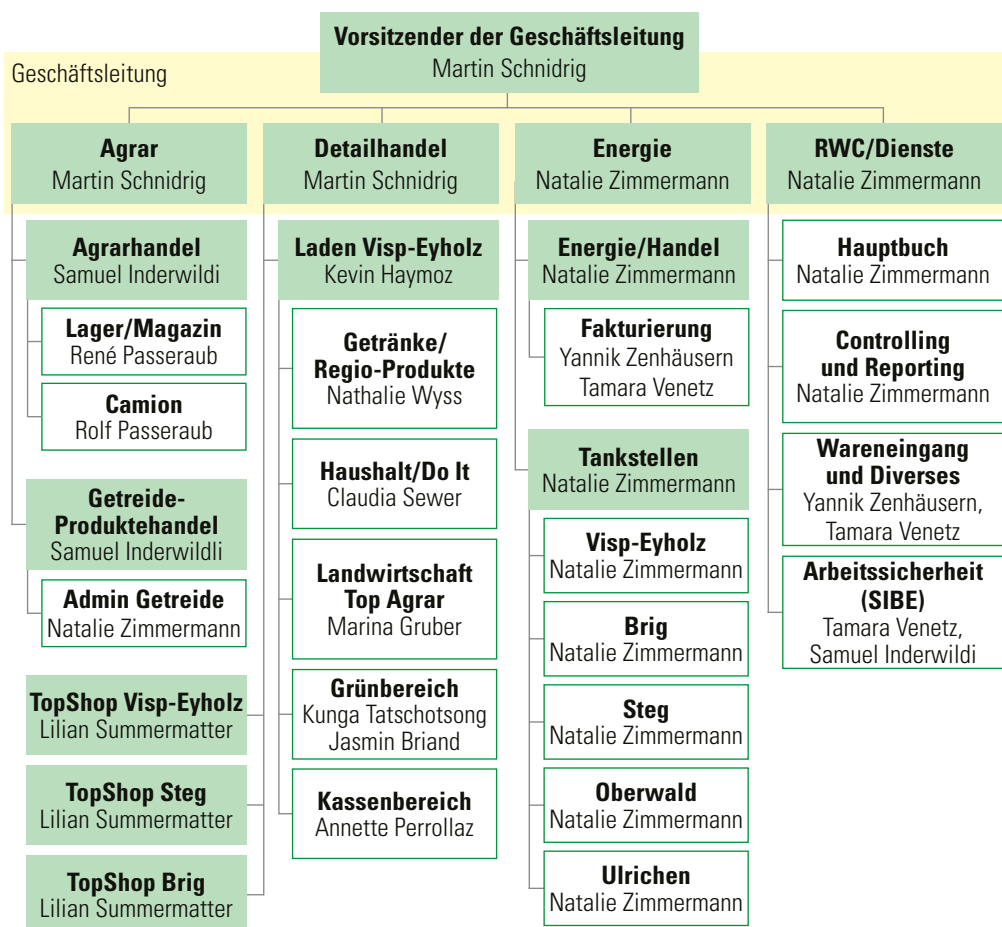 Vorsitzender der Geschäftsleitung
Martin Schnidrig
Geschäftsleitung
Agrar
Martin Schnidrig
Detailhandel
Martin Schnidrig
Energie
Natalie Zimmermann
RWC/Dienste
Natalie Zimmermann
Agrarhandel
Samuel Inderwildi
Lager/Magazin
René Passeraub
Camion
Rolf Passeraub
Getreide-
Produktehandel
Samuel Inderwildli
Admin Getreide
Natalie Zimmermann
TopShop Visp-Eyholz
Lilian Summermatter
TopShop Steg
Lilian Summermatter
TopShop Brig
Lilian Summermatter
Laden Visp-Eyholz
Kevin Haymoz
Getränke/
Regio-Produkte
Nathalie Wyss
Haushalt/Do It
Claudia Sewer
Landwirtschaft
Top Agrar
Marina Gruber
Grünbereich
Kunga Tatschotsong
Jasmin Briand
Kassenbereich
Annette Perrollaz
Energie/Handel
Natalie Zimmermann
Fakturierung
Yannik Zenhäusern
Tamara Venetz
Tankstellen
Natalie Zimmermann
Visp-Eyholz
Natalie Zimmermann
Brig
Natalie Zimmermann
Steg
Natalie Zimmermann
Oberwald
Natalie Zimmermann
Ulrichen
Natalie Zimmermann
Hauptbuch
Natalie Zimmermann
Controlling
und Reporting
Natalie Zimmermann
Wareneingang
und Diverses
Yannik Zenhäusern,
Tamara Venetz
Arbeitssicherheit
(SIBE)
Tamara Venetz,
Samuel Inderwildi